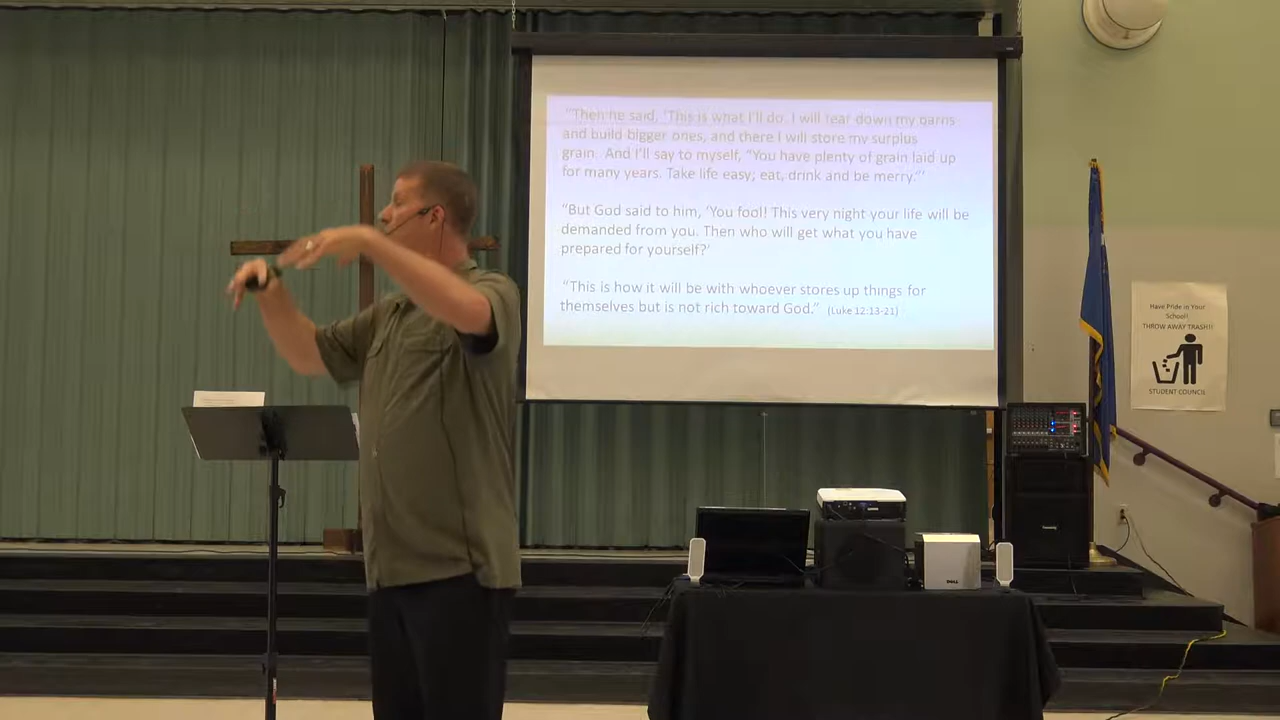 "Then he said, 'This is what I'll do. I will tear down my barns
and build bigger ones, and there I will store my surplus
grain. And I'll say to myself, "You have plenty of grain laid up
for many years. Take life easy; eat, drink and be merry."'
"But God said to him, 'You fool! This very night your life will be
demanded from you. Then who will get what you have
prepared for yourself?'
"This is how it will be with whoever stores up things for
themselves but is not rich toward God." (Luke 12:13-21)
Have Pride in Your
School!
THROW AWAY TRASH!!
STUDENT COUNCIL
DELL